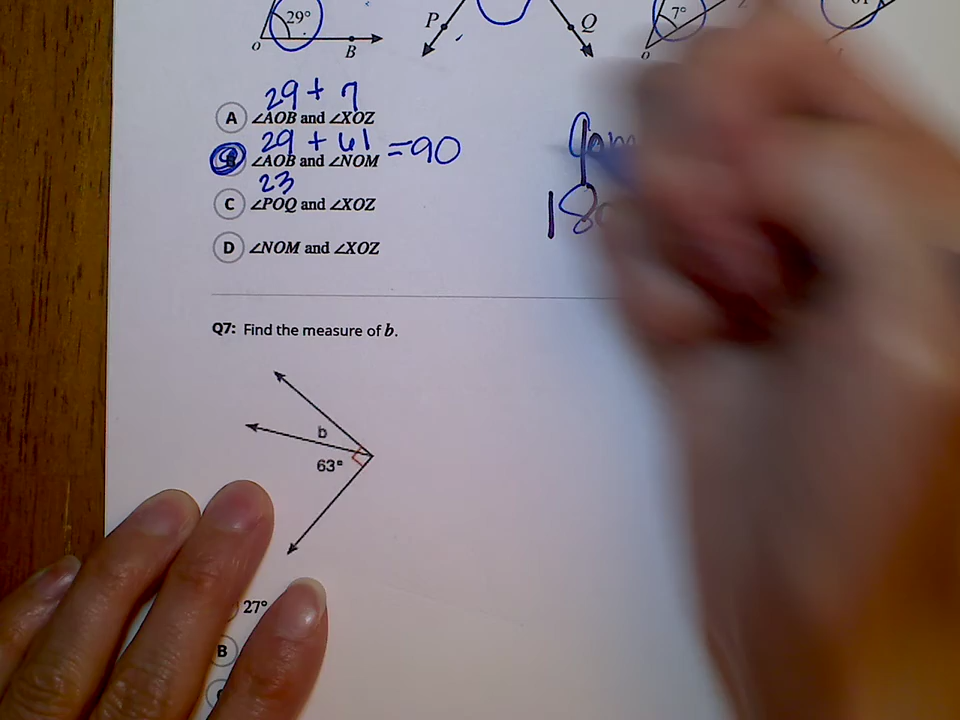 29°
O B
P Q
7°
O
61
29 + 7
A ∠AOB and ∠XOZ
29 + 61 = 90
∠AOB and ∠NOM
23
C ∠POQ and ∠XOZ
D ∠NOM and ∠XOZ
Q7: Find the measure of b.
b
63°
27°
B